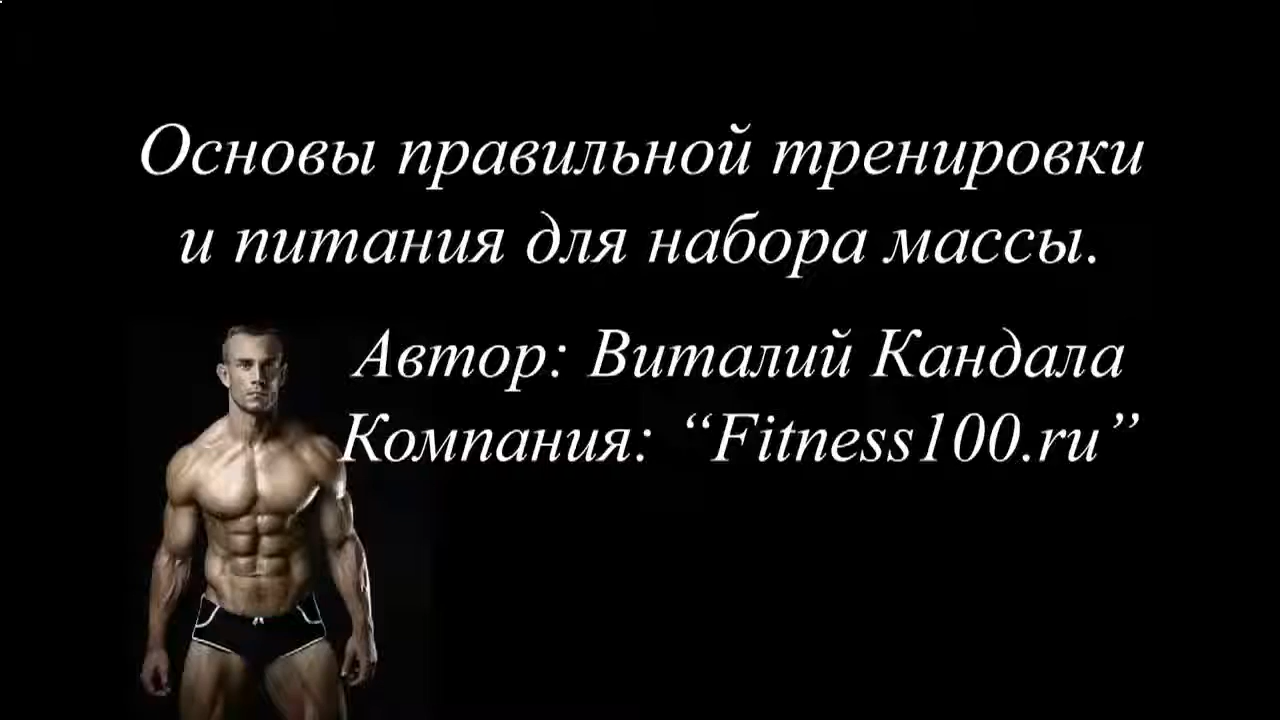 Основы правильной тренировки
и питания для набора массы.
Автор: Виталий Кандала
Компания: “Fitness100.ru”